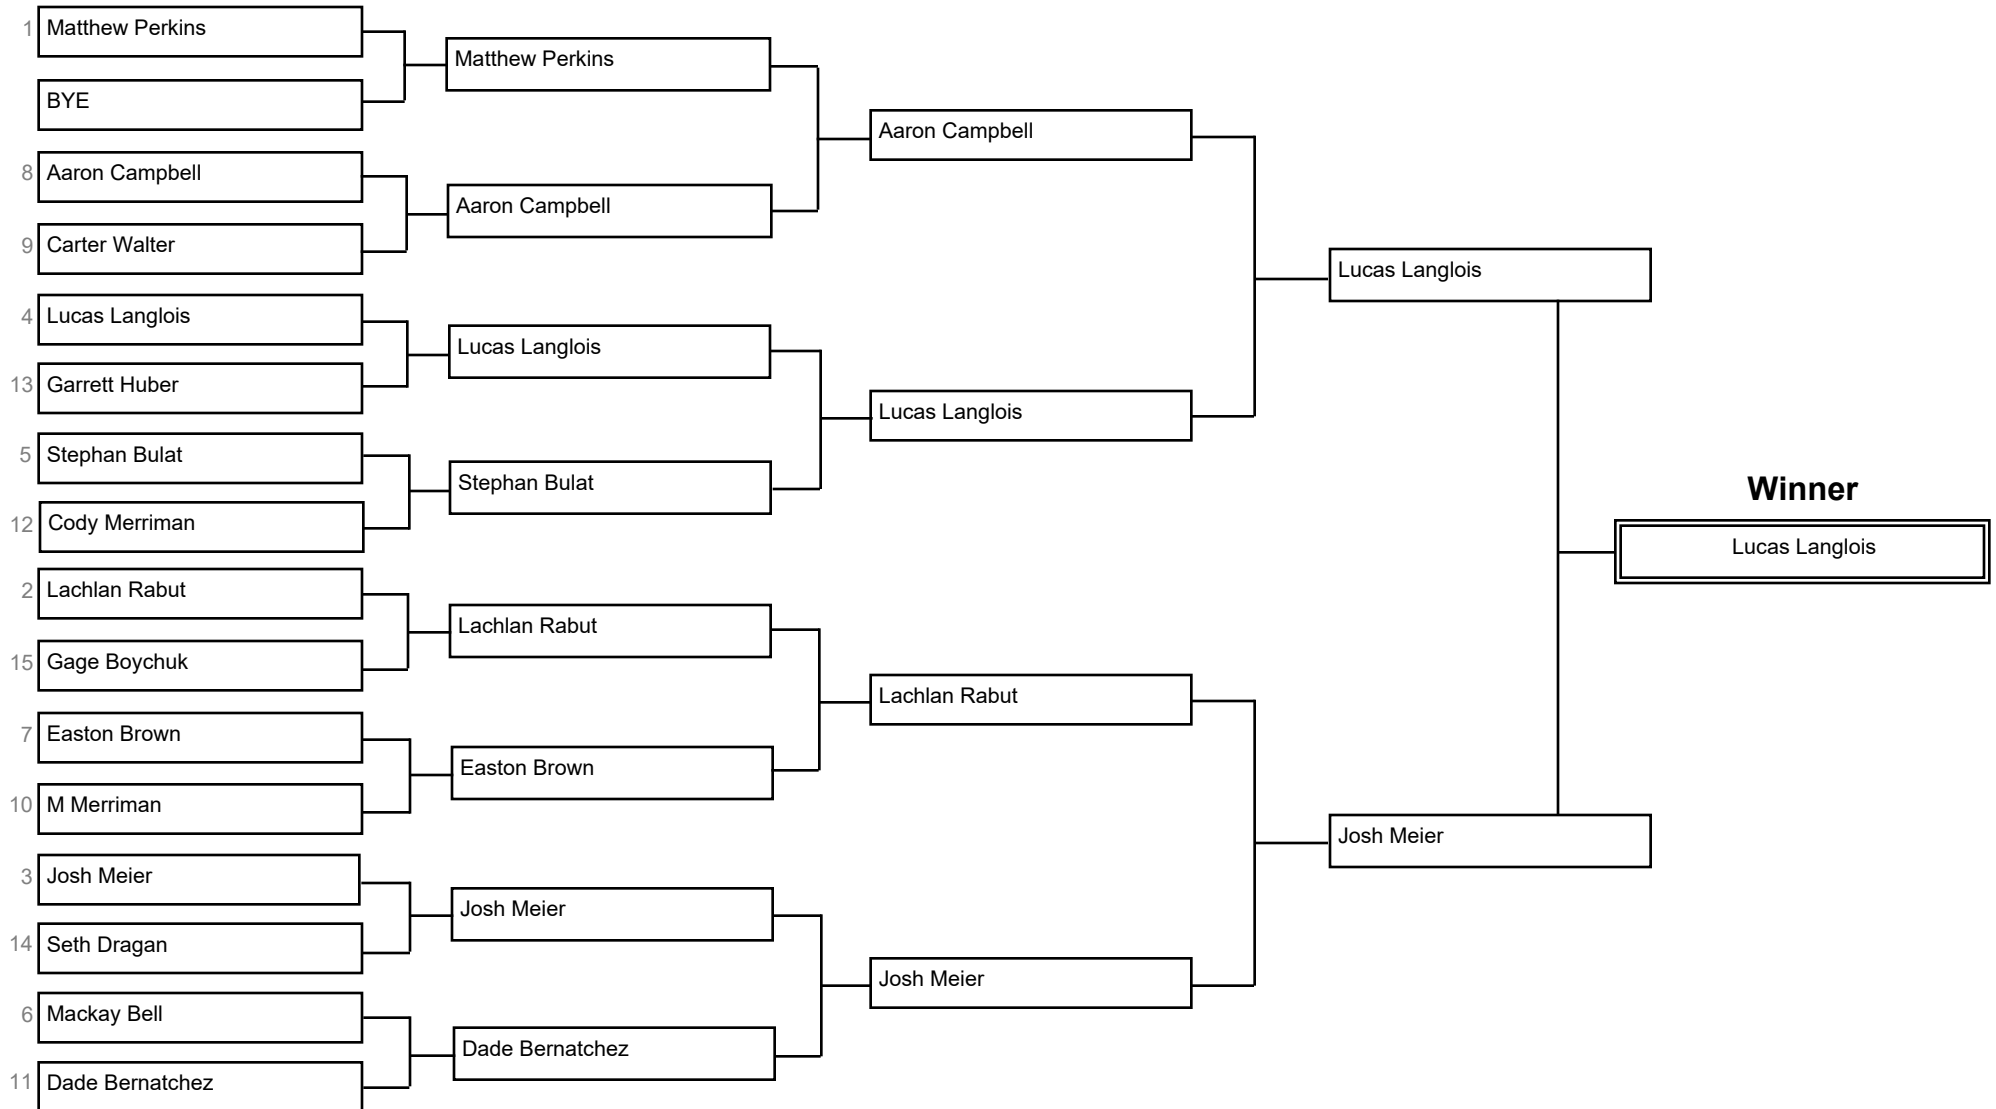 1 Matthew Perkins
BYE
8 Aaron Campbell
9 Carter Walter
4 Lucas Langlois
13 Garrett Huber
5 Stephan Bulat
12 Cody Merriman
2 Lachlan Rabut
15 Gage Boychuk
7 Easton Brown
10 M Merriman
3 Josh Meier
14 Seth Dragan
6 Mackay Bell
11 Dade Bernatchez
Matthew Perkins
Aaron Campbell
Lucas Langlois
Stephan Bulat
Lachlan Rabut
Easton Brown
Josh Meier
Dade Bernatchez
Aaron Campbell
Lucas Langlois
Lachlan Rabut
Josh Meier
Lucas Langlois
Josh Meier
Winner
Lucas Langlois